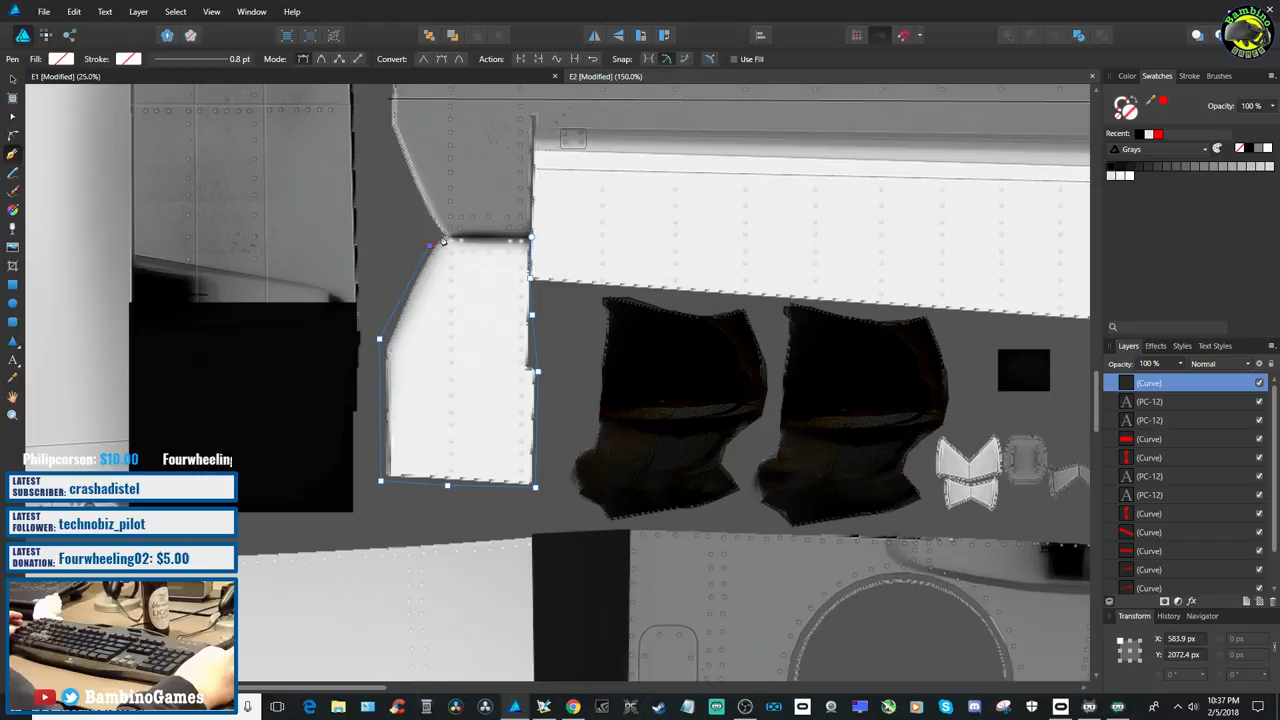 File Edit Text Layer Select View Window Help
Bambino
Pen Fill: Stroke: 0.8 pt Mode: Convert: Action: Snap: Use Fill
E1 [Modified] (25.0%) E2 [Modified] (150.0%)
Color Swatches Stroke Brushes
Opacity: 100 %
Recent:
Grays
Layers Effects Styles Text Styles
Opacity: 100 % Normal
(Curve)
(PC-12)
(PC-12)
(Curve)
(Curve)
(PC-12)
(PC-12)
(Curve)
(Curve)
(Curve)
(Curve)
(Curve)
Transform History Navigator
X: 583.9 px W: 0 px
Y: 2072.4 px H: 0 px
0 °
0 °
Philipcorson: $10.00 Fourwheeling
LATEST SUBSCRIBER: crashadistel
LATEST FOLLOWER: technobiz_pilot
LATEST DONATION: Fourwheeling02: $5.00
LIGHT
BambinoGames
10:37 PM
2/5/2018